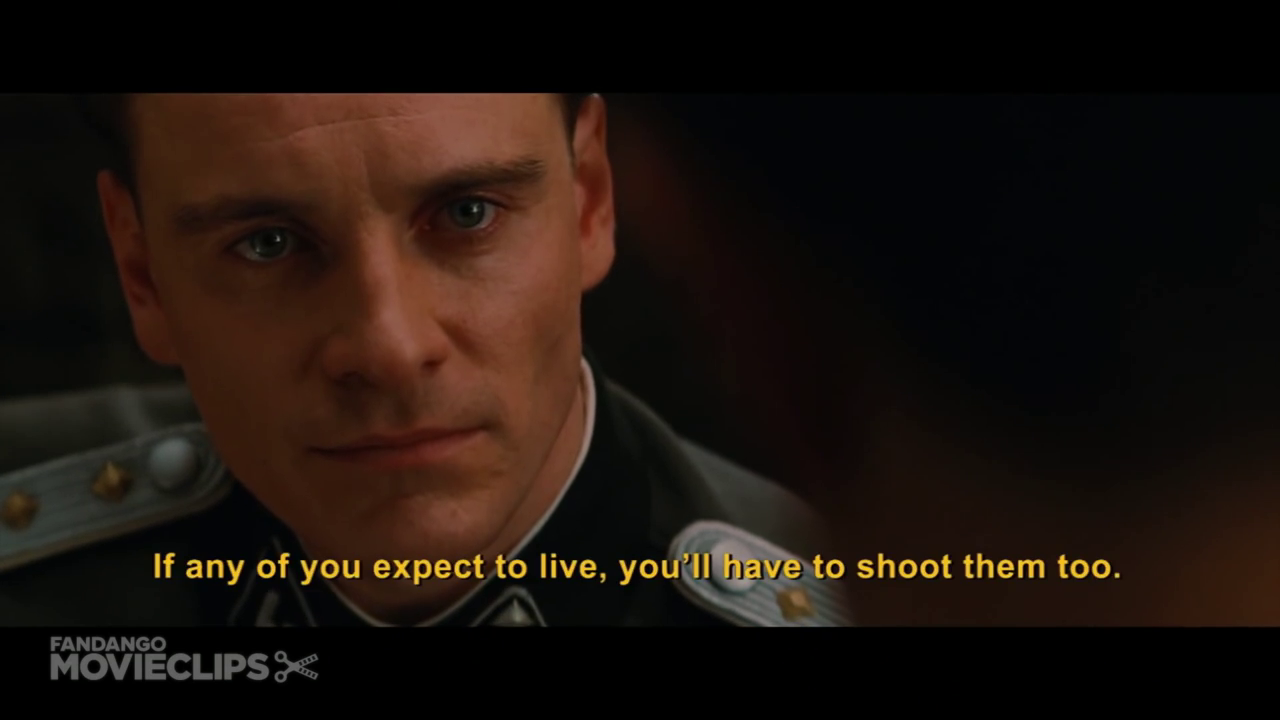 If any of you expect to live, you'll have to shoot them too.
FANDANGO
MOVIECLIPS